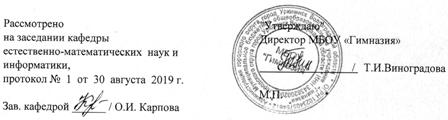 Рассмотрено
на заседании кафедры
естественно-математических наук и
информатики,
протокол № 1 от 30 августа 2019 г.
Зав. кафедрой / О.И. Карпова
Утверждаю
Директор МБОУ «Гимназия»
/ Т.И.Виноградова
М.П.